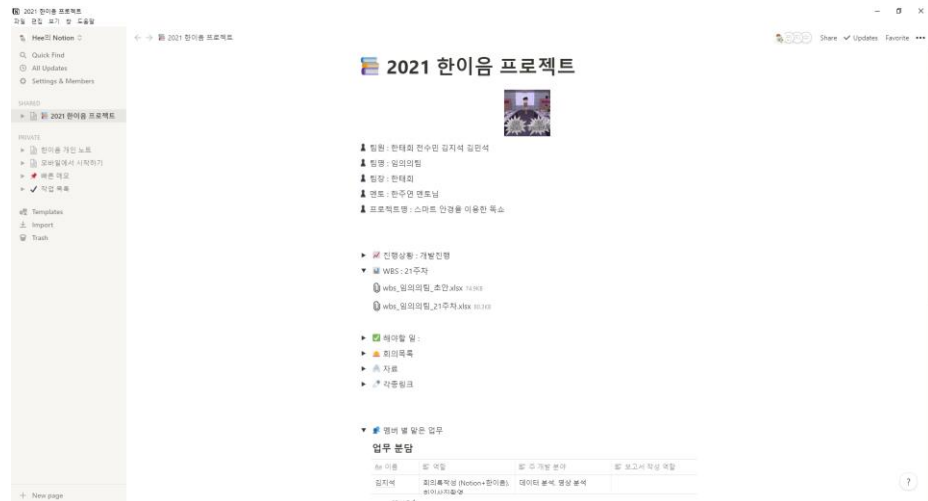 2021 한이음 프로젝트
파일 편집 보기 창 도움말
Hee의 Notion
2021 한이음 프로젝트
Share ✓ Updates Favorite •••
Quick Find
All Updates
Settings & Members
SHARED
2021 한이음 프로젝트
PRIVATE
한이음 개인 노트
모바일에서 시작하기
빠른 메모
작업 목록
Templates
Import
Trash
+ New page
2021 한이음 프로젝트
팀원 : 한태희 전수민 김지석 김민석
팀명 : 임의의팀
팀장 : 한태희
멘토 : 한주연 멘토님
프로젝트명 : 스마트 안경을 이용한 독소
진행상황 : 개발진행
WBS : 21주차
wbs_임의의팀_초안.xlsx
wbs_임의의팀_21주차.xlsx
해야할 일 :
회의목록
자료
각종링크
멤버 별 맡은 업무
업무 분담
이름 역할 주 개발 분야 보고서 작성 역할
김지석 회의록작성 (Notion+한이음), 데이터 분석, 영상 분석
회의사진촬영
?